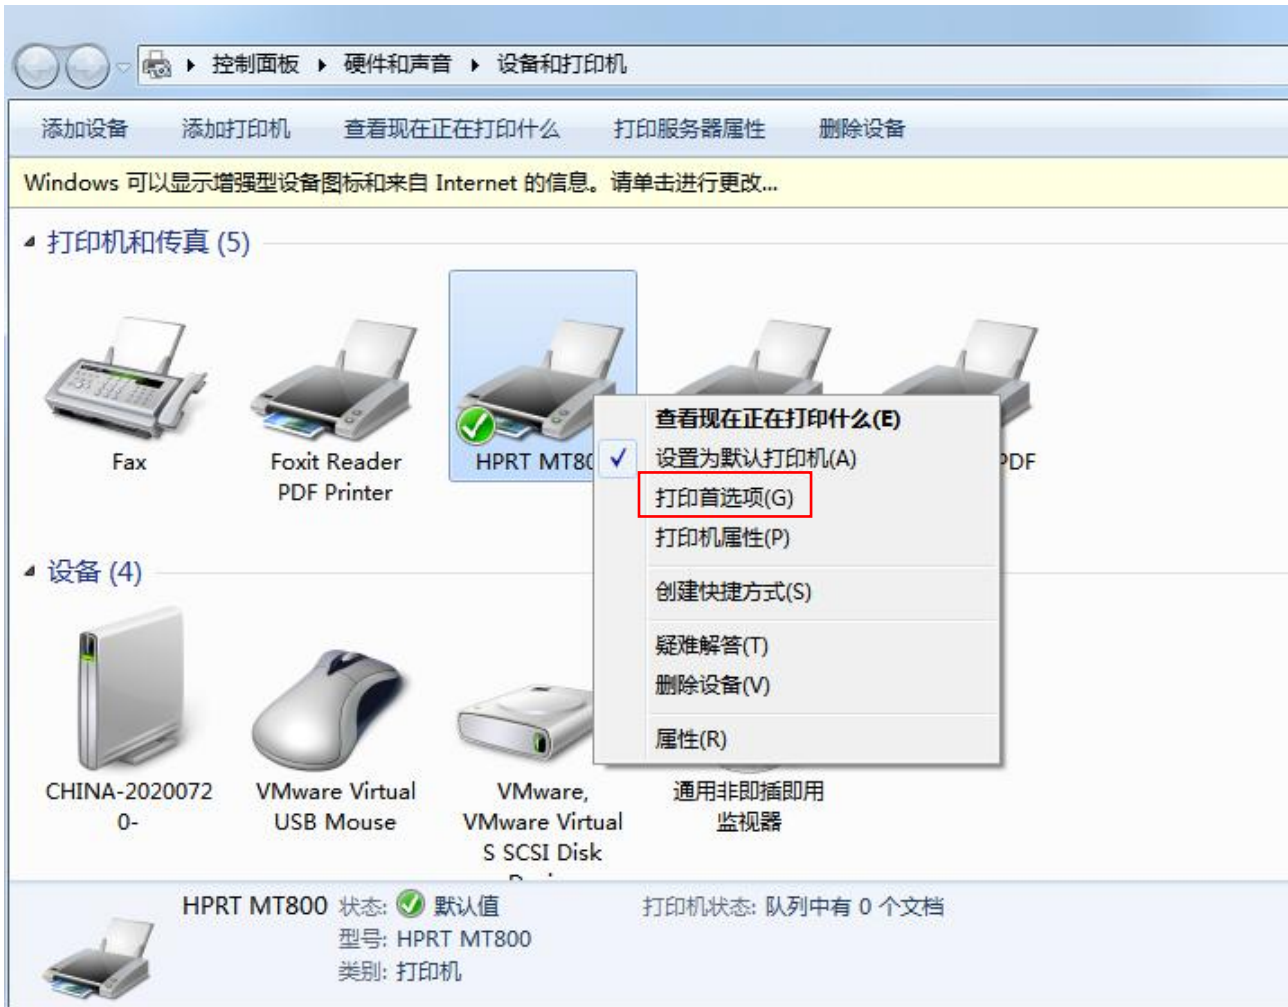 控制面板 ▸ 硬件和声音 ▸ 设备和打印机
添加设备 添加打印机 查看现在正在打印什么 打印服务器属性 删除设备
Windows 可以显示增强型设备图标和来自 Internet 的信息。请单击进行更改...
打印机和传真 (5)
Fax
Foxit Reader
PDF Printer
HPRT MT80
PDF
查看现在正在打印什么(E)
设置为默认打印机(A)
打印首选项(G)
打印机属性(P)
创建快捷方式(S)
疑难解答(T)
删除设备(V)
属性(R)
设备 (4)
CHINA-2020072
0-
VMware Virtual
USB Mouse
VMware,
VMware Virtual
S SCSI Disk
通用非即插即用
监视器
HPRT MT800 状态: 默认值 打印机状态: 队列中有 0 个文档
型号: HPRT MT800
类别: 打印机